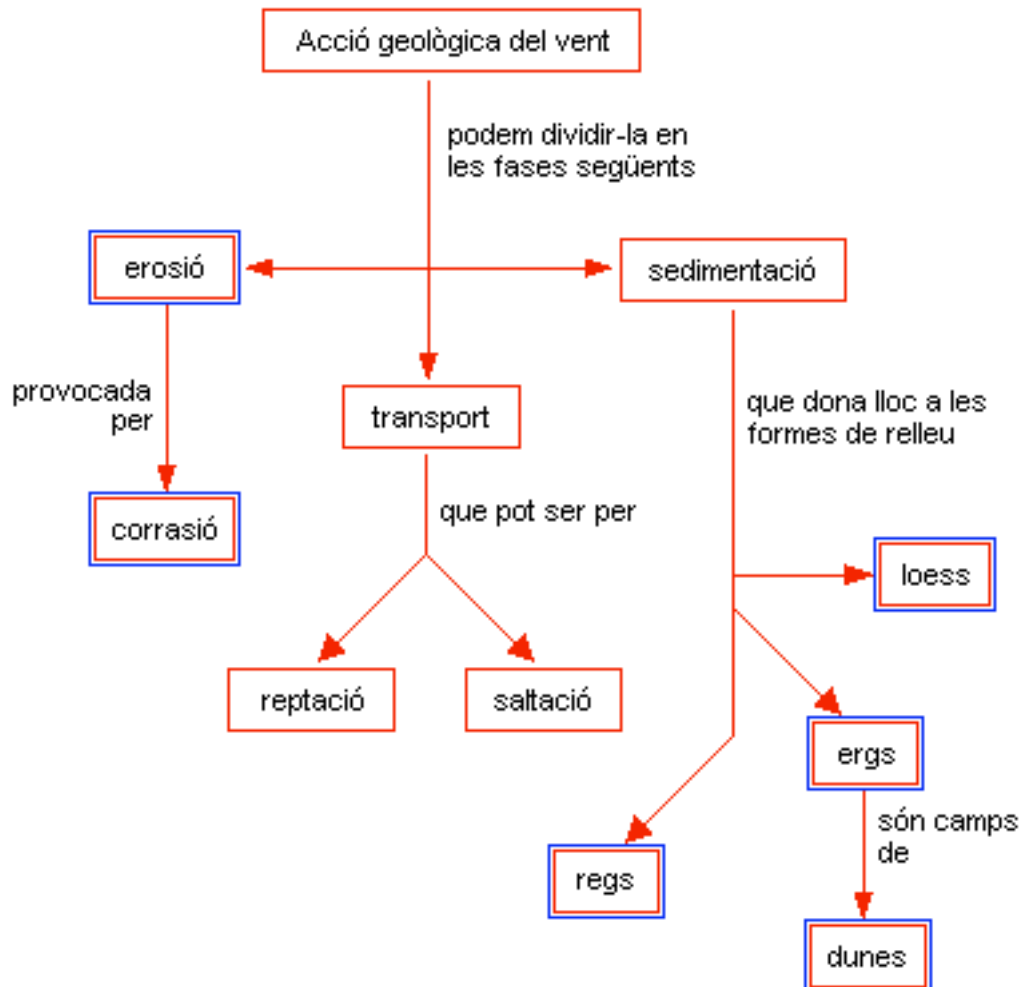 Acció geològica del vent
podem dividir-la en
les fases següents
erosió
sedimentació
provocada
per
transport
que dona lloc a les
formes de relleu
corrasió
que pot ser per
loess
reptació
saltació
ergs
són camps
de
regs
dunes